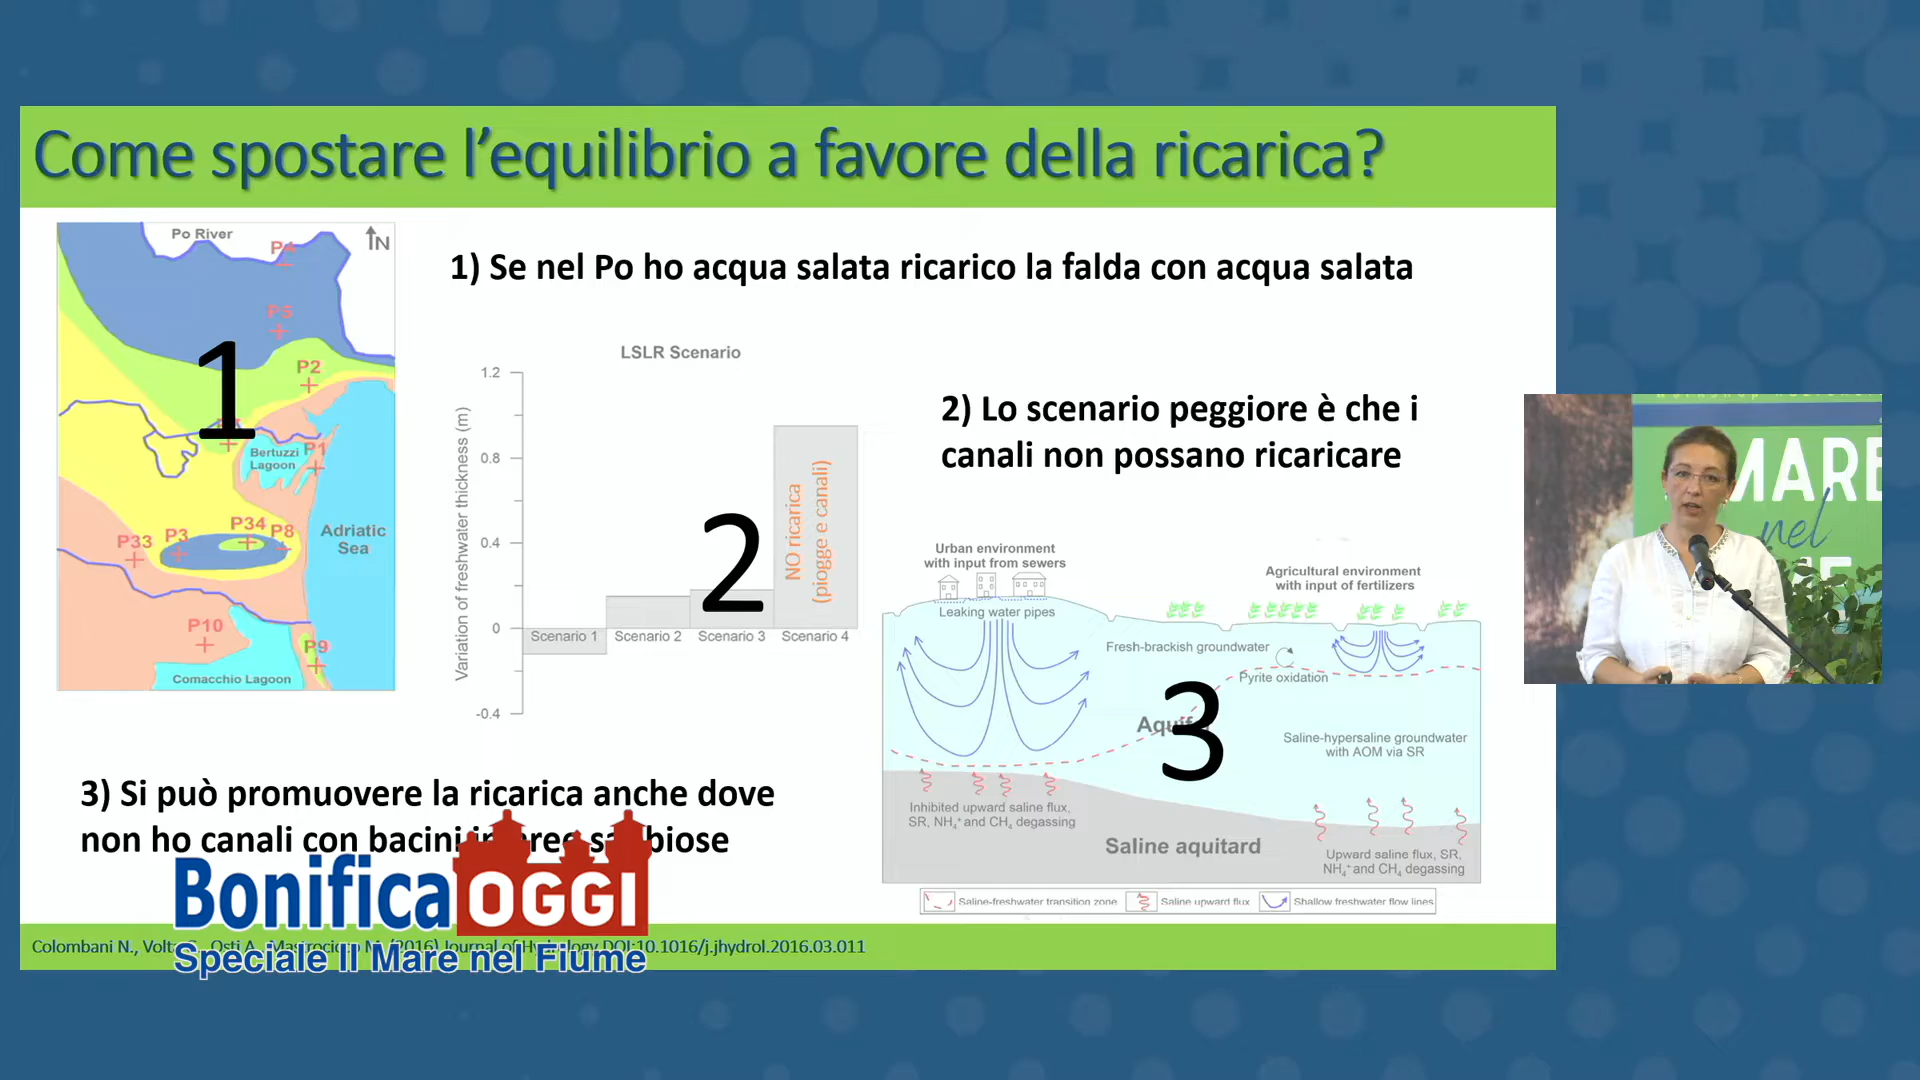 Come spostare l'equilibrio a favore della ricarica?
Po River
N
P4
P5
P2
1
Bertuzzi
Lagoon
P1
P34
P8
P3
P33
Adriatic
Sea
P10
P9
Comacchio Lagoon
1) Se nel Po ho acqua salata ricarico la falda con acqua salata
LSLR Scenario
Variation of freshwater thickness (m)
1.2
0.8
0.4
0
-0.4
Scenario 1
Scenario 2
Scenario 3
Scenario 4
NO ricarica
(piogge e canali)
2
2) Lo scenario peggiore è che i
canali non possano ricaricare
Urban environment
with input from sewers
Leaking water pipes
Agricultural environment
with input of fertilizers
Fresh-brackish groundwater
Pyrite oxidation
3
Saline-hypersaline groundwater
with AOM via SR
Inhibited upward saline flux,
SR, NH₄⁺ and CH₄ degassing
Saline aquitard
Upward saline flux, SR,
NH₄⁺ and CH₄ degassing
Saline-freshwater transition zone
Saline upward flux
Shallow freshwater flow lines
3) Si può promuovere la ricarica anche dove
non ho canali con bacini
Bonifica OGGI
Speciale Il Mare nel Fiume
Colombani N., Osti A., (2016) Journal of Hydrology DOI:10.1016/j.jhydrol.2016.03.011
MARE
nel